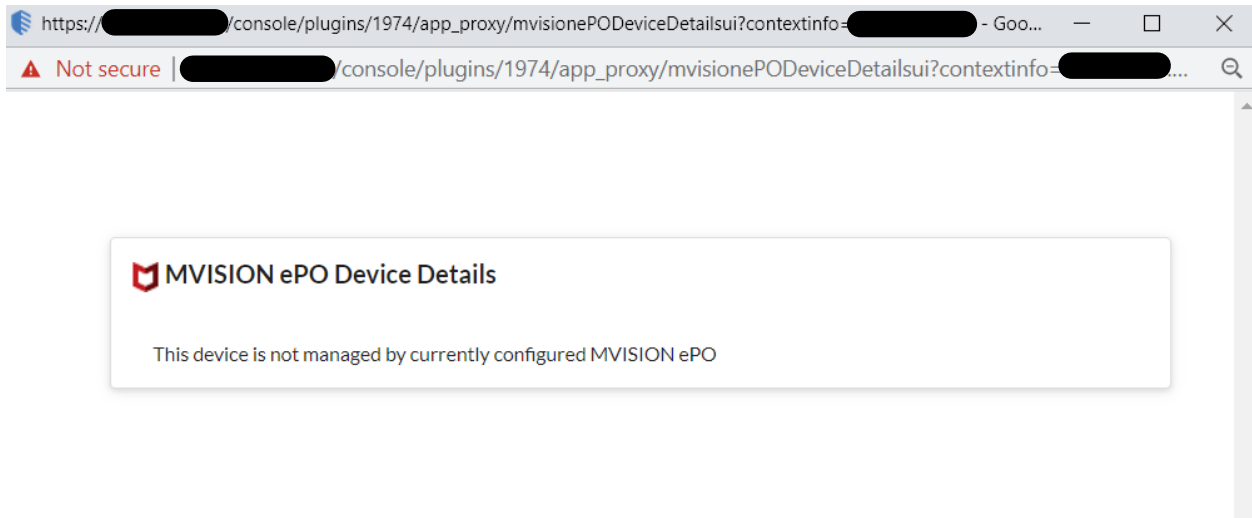 https:// /console/plugins/1974/app_proxy/mvisionePODeviceDetailsui?contextinfo= - Goo...
Not secure | /console/plugins/1974/app_proxy/mvisionePODeviceDetailsui?contextinfo= ...
MVISION ePO Device Details
This device is not managed by currently configured MVISION ePO